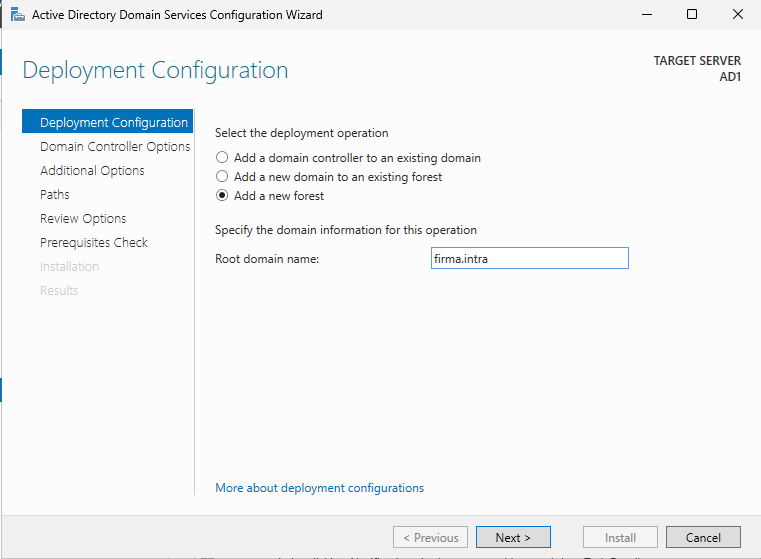 Active Directory Domain Services Configuration Wizard
Deployment Configuration
TARGET SERVER
AD1
Deployment Configuration
Domain Controller Options
Additional Options
Paths
Review Options
Prerequisites Check
Installation
Results
Select the deployment operation
Add a domain controller to an existing domain
Add a new domain to an existing forest
Add a new forest
Specify the domain information for this operation
Root domain name: firma.intra
More about deployment configurations
< Previous Next > Install Cancel